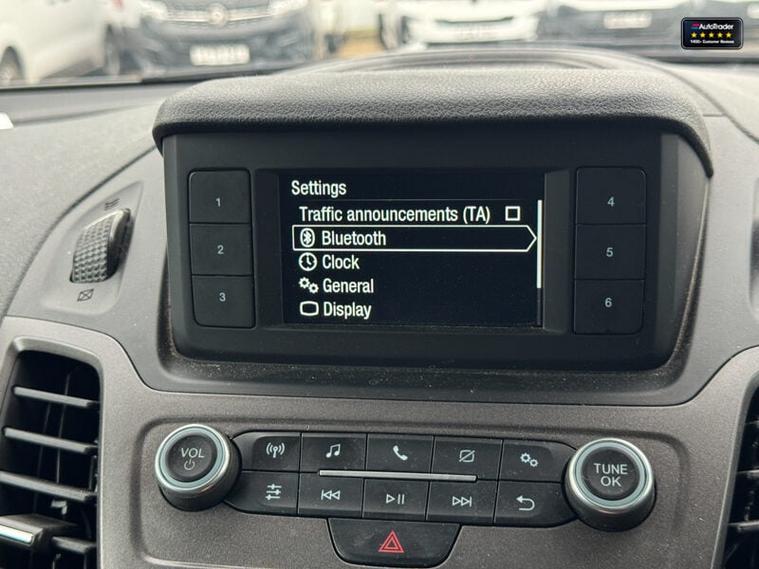 AutoTrader
1
2
3
Settings
Traffic announcements (TA)
Bluetooth
Clock
General
Display
4
5
6
VOL
TUNE
OK